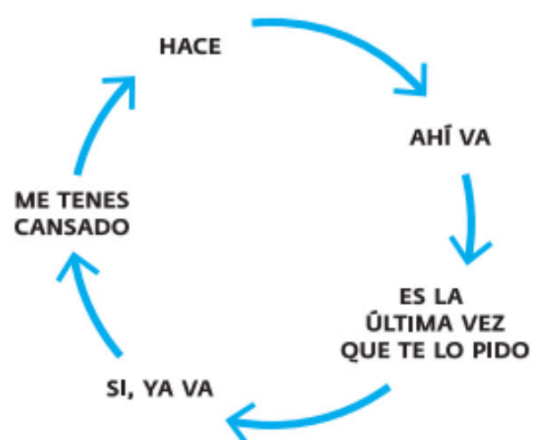 HACE
AHÍ VA
ES LA
ÚLTIMA VEZ
QUE TE LO PIDO
SI, YA VA
ME TENES
CANSADO